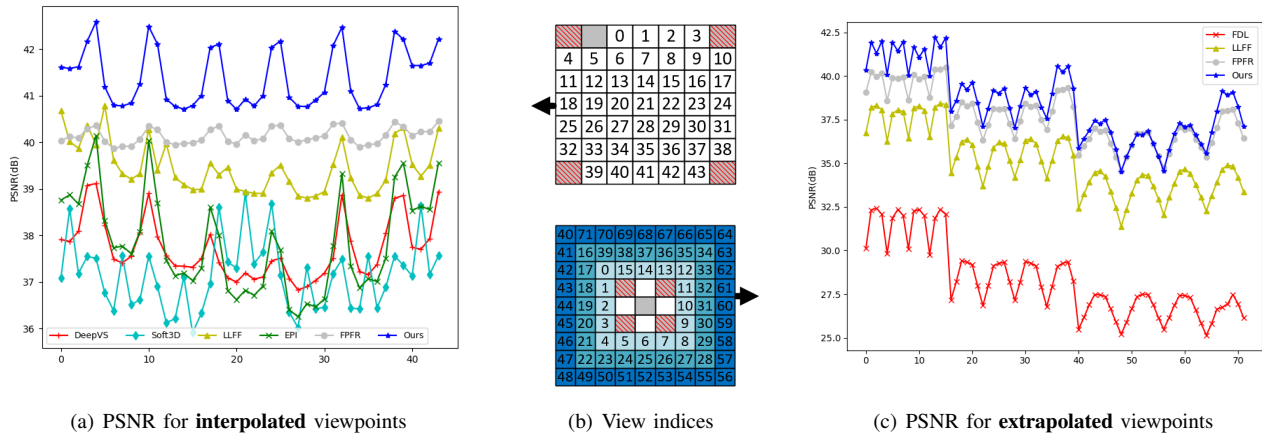 PSNR(dB)
42
41
40
39
38
37
36
DeepVS Soft3D LLFF EPI FPFR Ours
0 10 20 30 40
(a) PSNR for interpolated viewpoints
0 1 2 3
4 5 6 7 8 9 10
11 12 13 14 15 16 17
18 19 20 21 22 23 24
25 26 27 28 29 30 31
32 33 34 35 36 37 38
39 40 41 42 43
40 71 70 69 68 67 66 65 64
41 16 39 38 37 36 35 34 63
42 17 0 15 14 13 12 33 62
43 18 1 11 32 61
44 19 2 10 31 60
45 20 3 9 30 59
46 21 4 5 6 7 8 29 58
47 22 23 24 25 26 27 28 57
48 49 50 51 52 53 54 55 56
(b) View indices
PSNR(dB)
42.5
40.0
37.5
35.0
32.5
30.0
27.5
25.0
FDL
LLFF
FPFR
Ours
0 10 20 30 40 50 60 70
(c) PSNR for extrapolated viewpoints